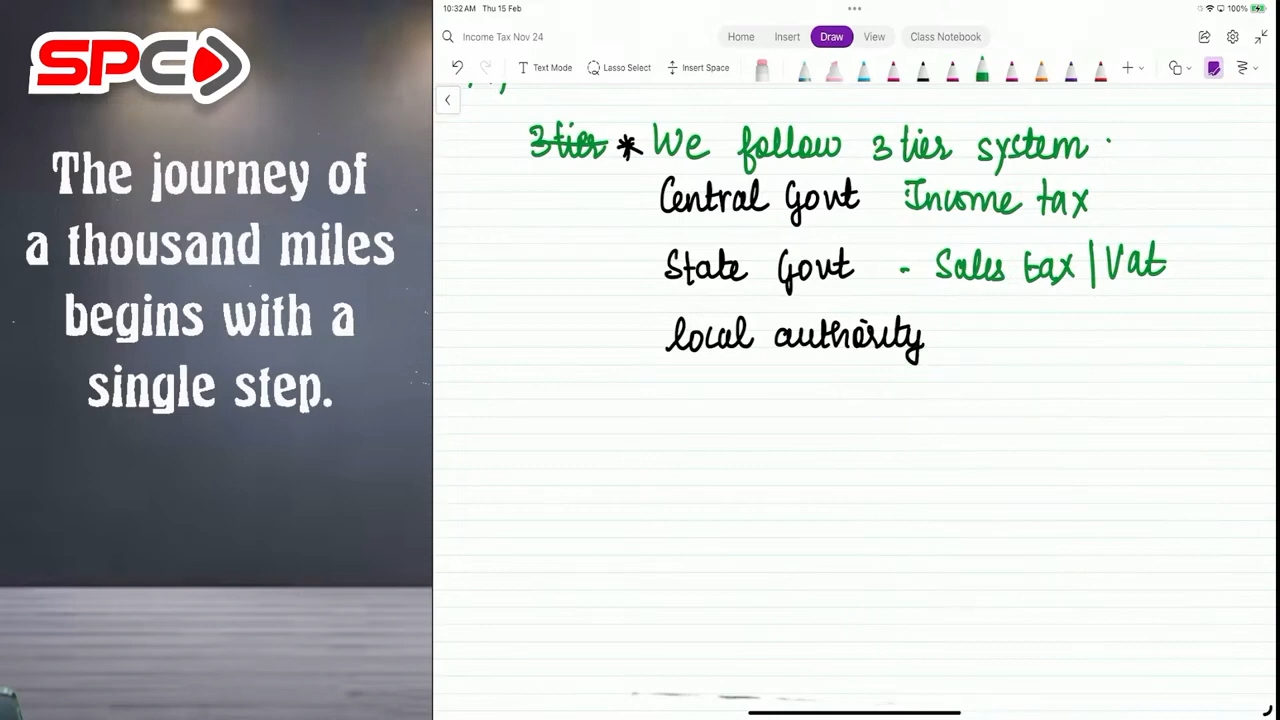 SPE
The journey of
a thousand miles
begins with a
single step.
10:32 AM Thu 15 Feb
100%
Income Tax Nov 24
Home Insert Draw View Class Notebook
Text Mode Lasso Select Insert Space
3 tier * We follow 3 tier system.
Central Govt Income tax
State Govt - Sales tax | Vat
local authority